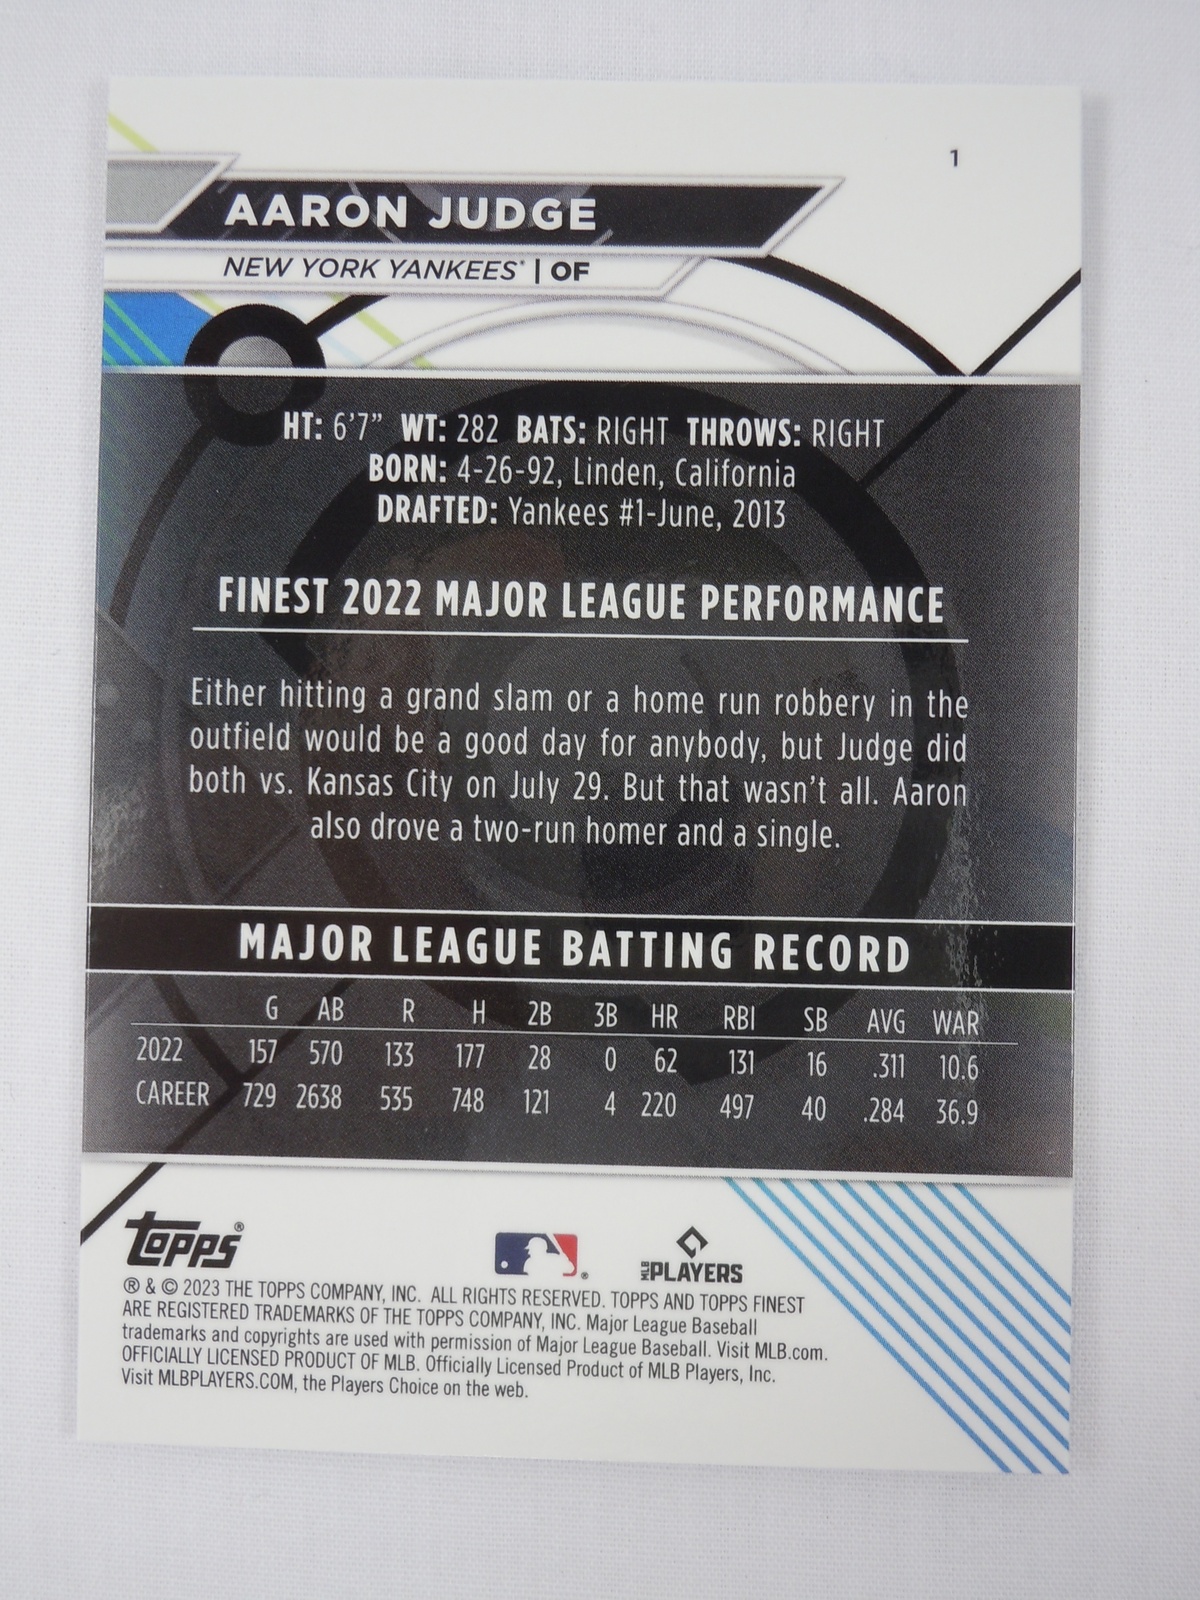 1
AARON JUDGE
NEW YORK YANKEES® | OF
HT: 6'7" WT: 282 BATS: RIGHT THROWS: RIGHT
BORN: 4-26-92, Linden, California
DRAFTED: Yankees #1-June, 2013
FINEST 2022 MAJOR LEAGUE PERFORMANCE
Either hitting a grand slam or a home run robbery in the
outfield would be a good day for anybody, but Judge did
both vs. Kansas City on July 29. But that wasn't all. Aaron
also drove a two-run homer and a single.
MAJOR LEAGUE BATTING RECORD
G AB R H 2B 3B HR RBI SB AVG WAR
2022 157 570 133 177 28 0 62 131 16 .311 10.6
CAREER 729 2638 535 748 121 4 220 497 40 .284 36.9
topps®
®
MLB PLAYERS
® & © 2023 THE TOPPS COMPANY, INC. ALL RIGHTS RESERVED. TOPPS AND TOPPS FINEST
ARE REGISTERED TRADEMARKS OF THE TOPPS COMPANY, INC. Major League Baseball
trademarks and copyrights are used with permission of Major League Baseball. Visit MLB.com.
OFFICIALLY LICENSED PRODUCT OF MLB. Officially Licensed Product of MLB Players, Inc.
Visit MLBPLAYERS.COM, the Players Choice on the web.